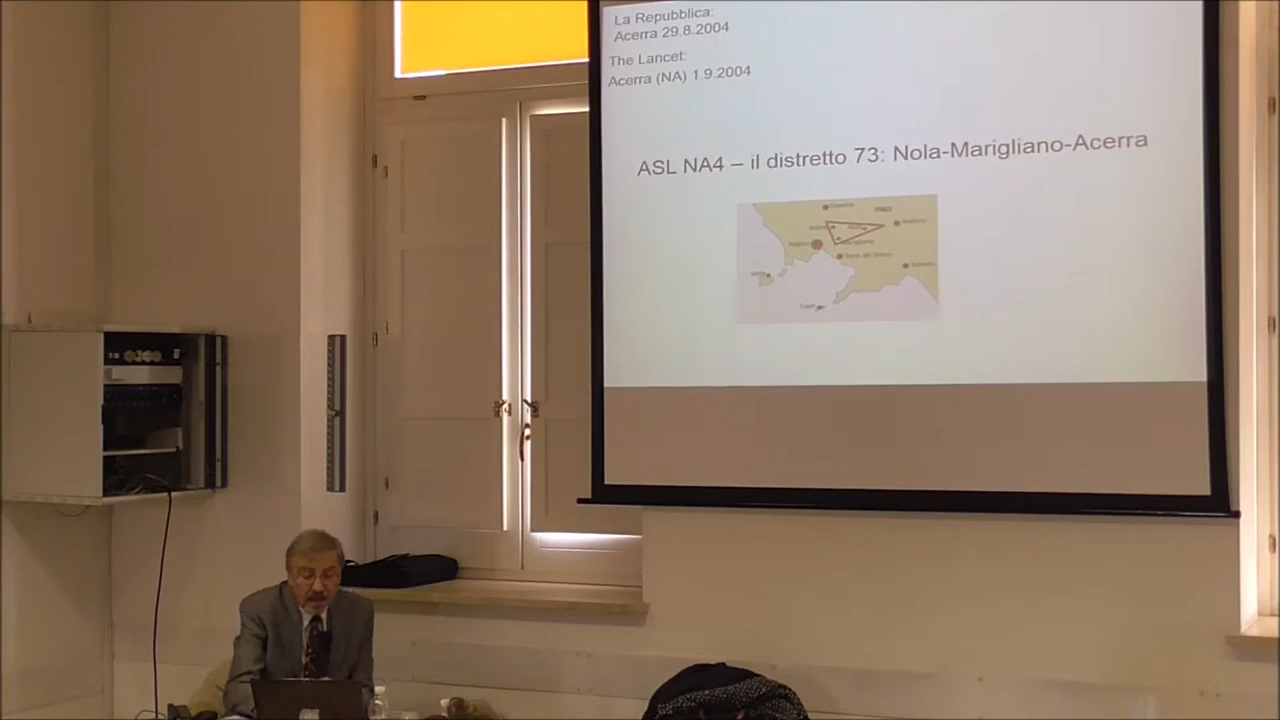 La Repubblica:
Acerra 29.8.2004
The Lancet:
Acerra (NA) 1.9.2004
ASL NA4 – il distretto 73: Nola-Marigliano-Acerra
ITALY